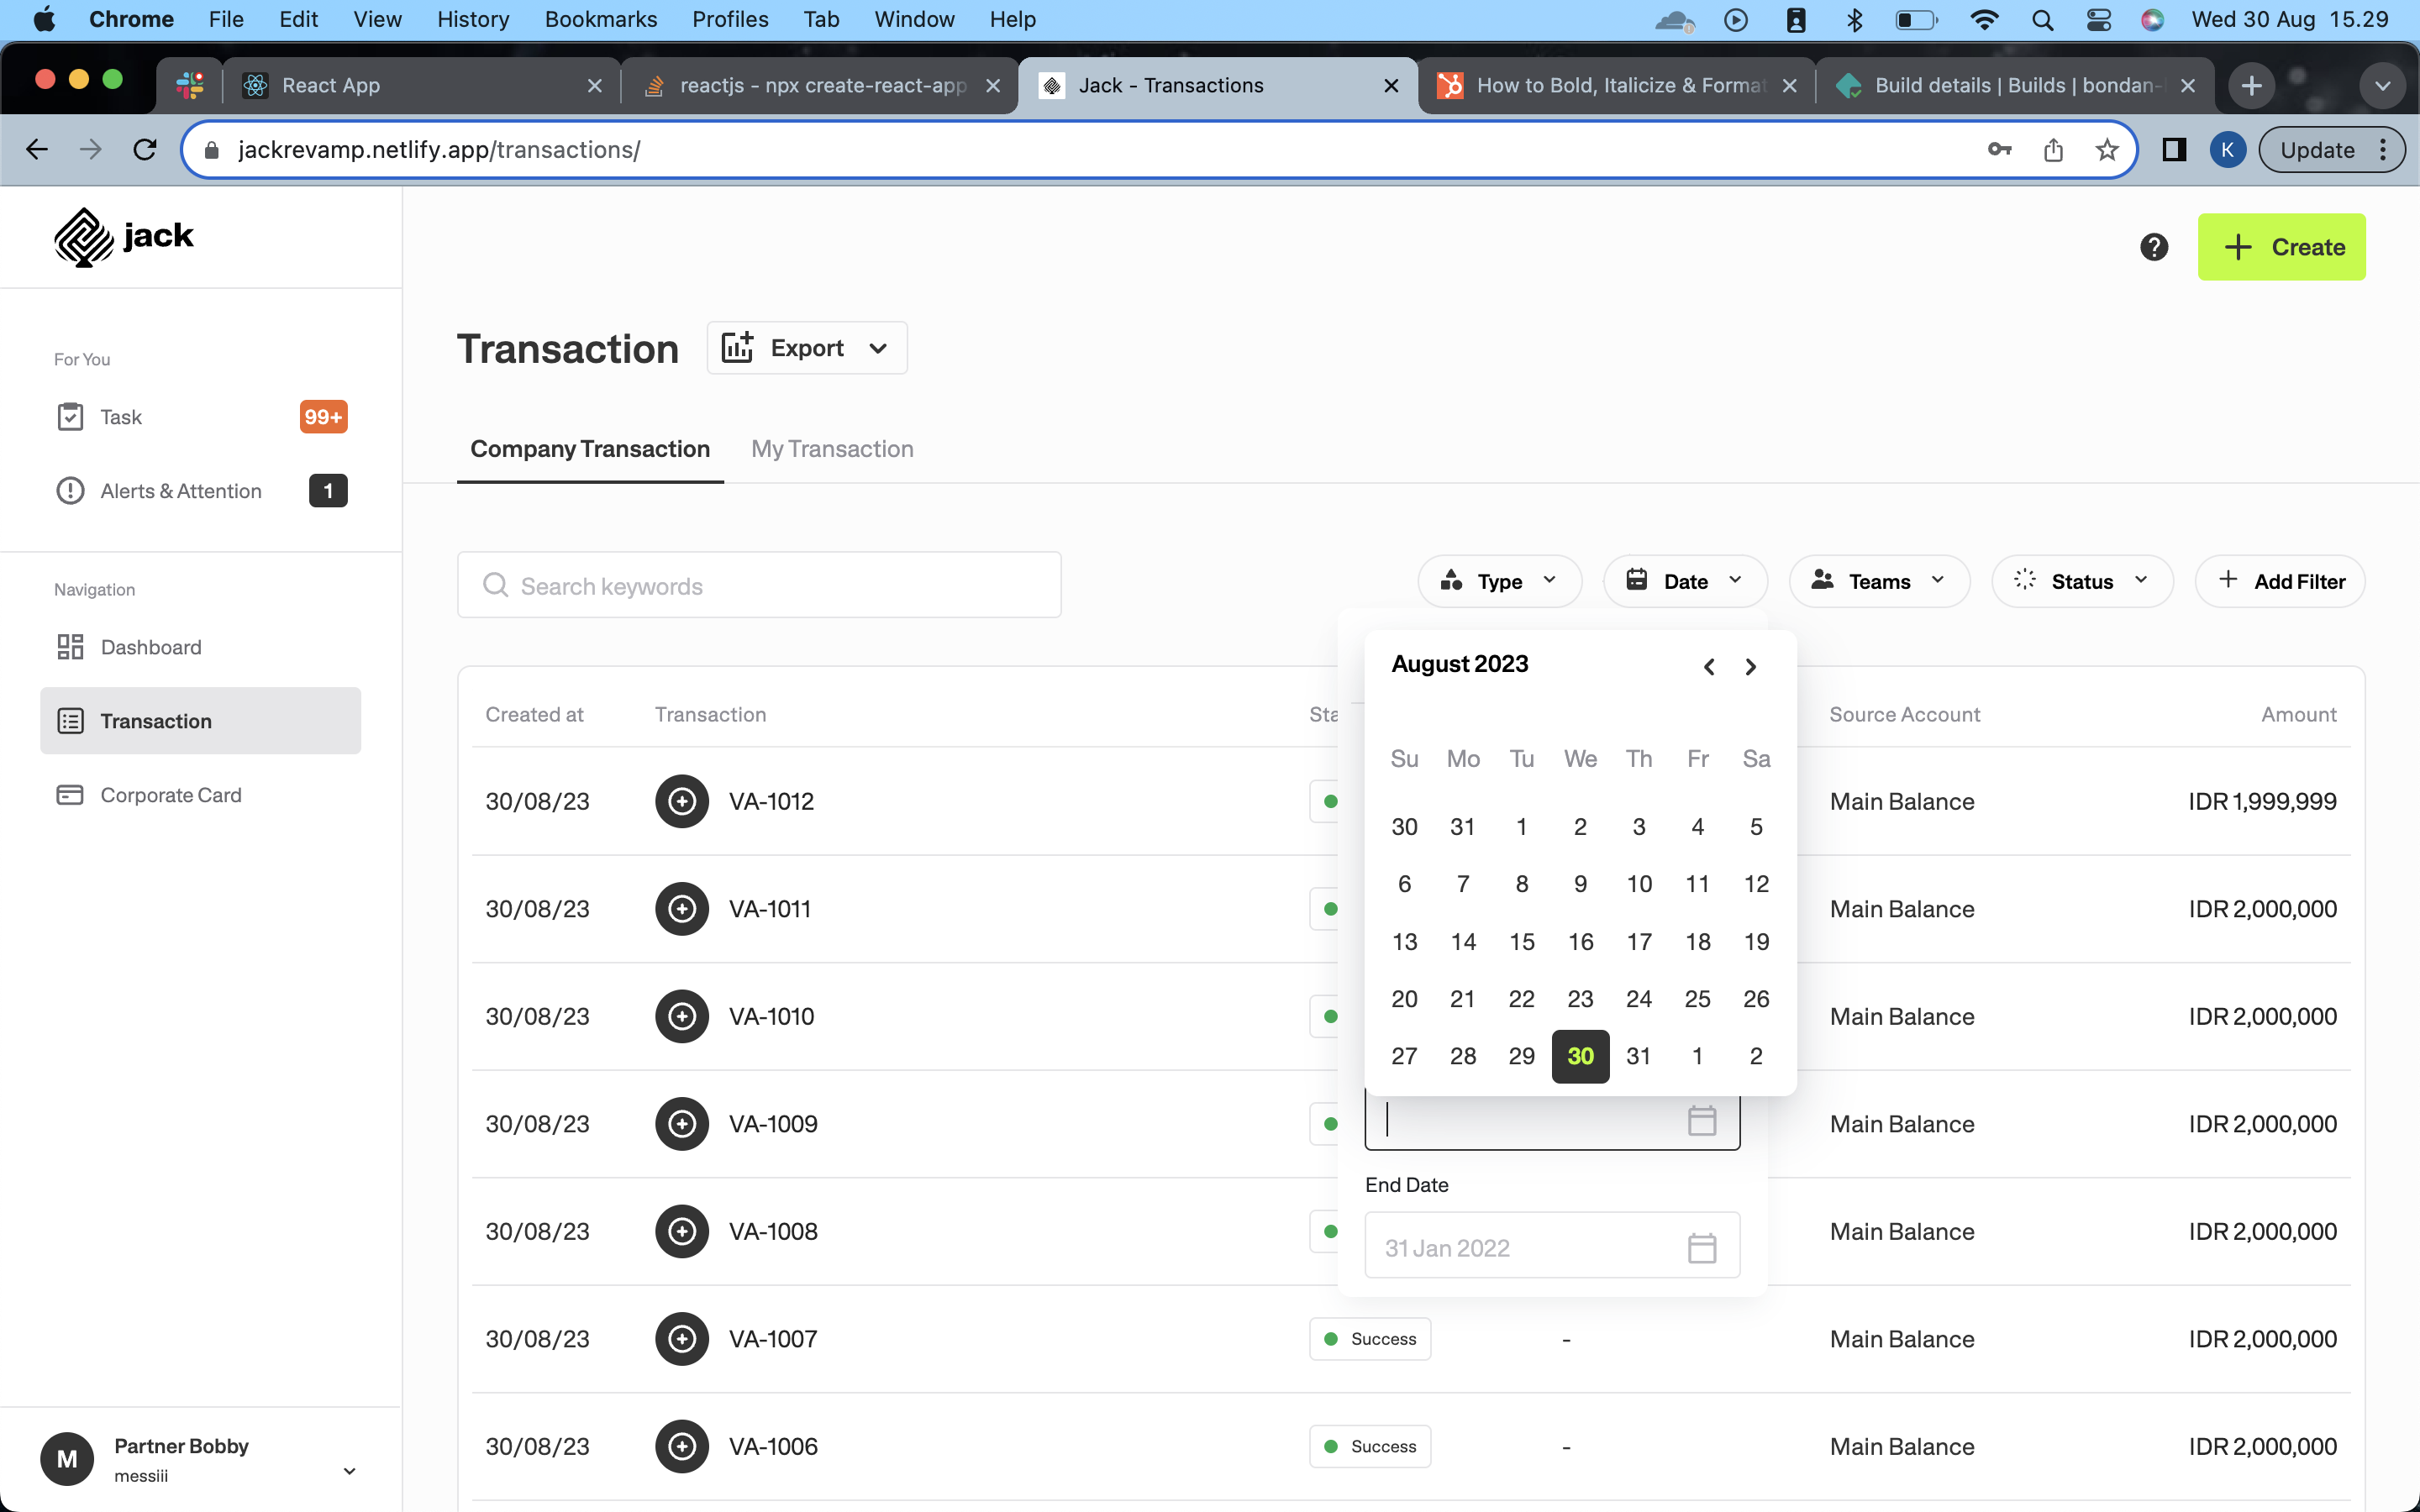 Chrome File Edit View History Bookmarks Profiles Tab Window Help Wed 30 Aug 15.29
React App reactjs - npx create-react-app Jack - Transactions How to Bold, Italicize & Format Build details | Builds | bondan-
jackrevamp.netlify.app/transactions/ K Update
jack
Create
For You
Task 99+
Alerts & Attention 1
Navigation
Dashboard
Transaction
Corporate Card
Partner Bobby
M
messiii
Transaction Export
Company Transaction My Transaction
Search keywords Type Date Teams Status Add Filter
Created at Transaction Sta Source Account Amount
30/08/23 VA-1012 Main Balance IDR 1,999,999
30/08/23 VA-1011 Main Balance IDR 2,000,000
30/08/23 VA-1010 Main Balance IDR 2,000,000
30/08/23 VA-1009 Main Balance IDR 2,000,000
30/08/23 VA-1008 Main Balance IDR 2,000,000
30/08/23 VA-1007 Success - Main Balance IDR 2,000,000
30/08/23 VA-1006 Success - Main Balance IDR 2,000,000
August 2023
Su Mo Tu We Th Fr Sa
30 31 1 2 3 4 5
6 7 8 9 10 11 12
13 14 15 16 17 18 19
20 21 22 23 24 25 26
27 28 29 30 31 1 2
End Date
31 Jan 2022